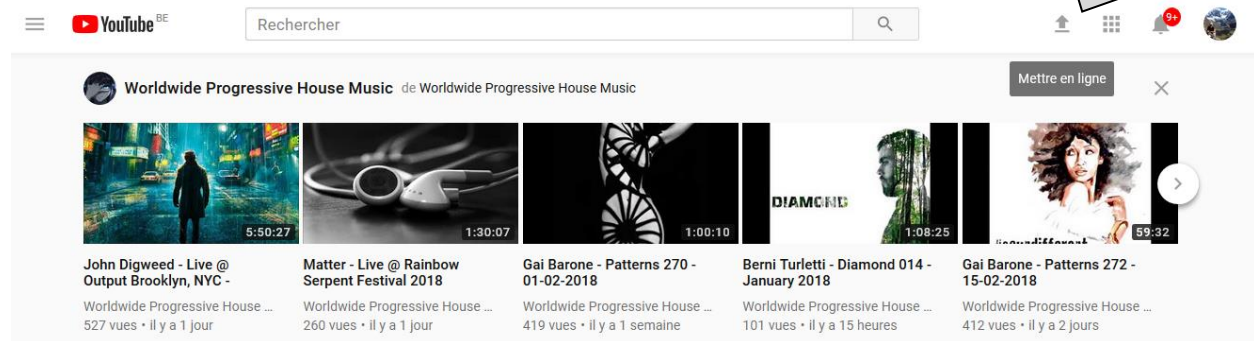 YouTube BE
Rechercher
9+
Mettre en ligne
Worldwide Progressive House Music de Worldwide Progressive House Music
DIAMOND
5:50:27
1:30:07
1:00:10
1:08:25
59:32
John Digweed - Live @
Output Brooklyn, NYC -
Worldwide Progressive House ...
527 vues • il y a 1 jour
Matter - Live @ Rainbow
Serpent Festival 2018
Worldwide Progressive House ...
260 vues • il y a 1 jour
Gai Barone - Patterns 270 -
01-02-2018
Worldwide Progressive House ...
419 vues • il y a 1 semaine
Berni Turletti - Diamond 014 -
January 2018
Worldwide Progressive House ...
101 vues • il y a 15 heures
Gai Barone - Patterns 272 -
15-02-2018
Worldwide Progressive House ...
412 vues • il y a 2 jours